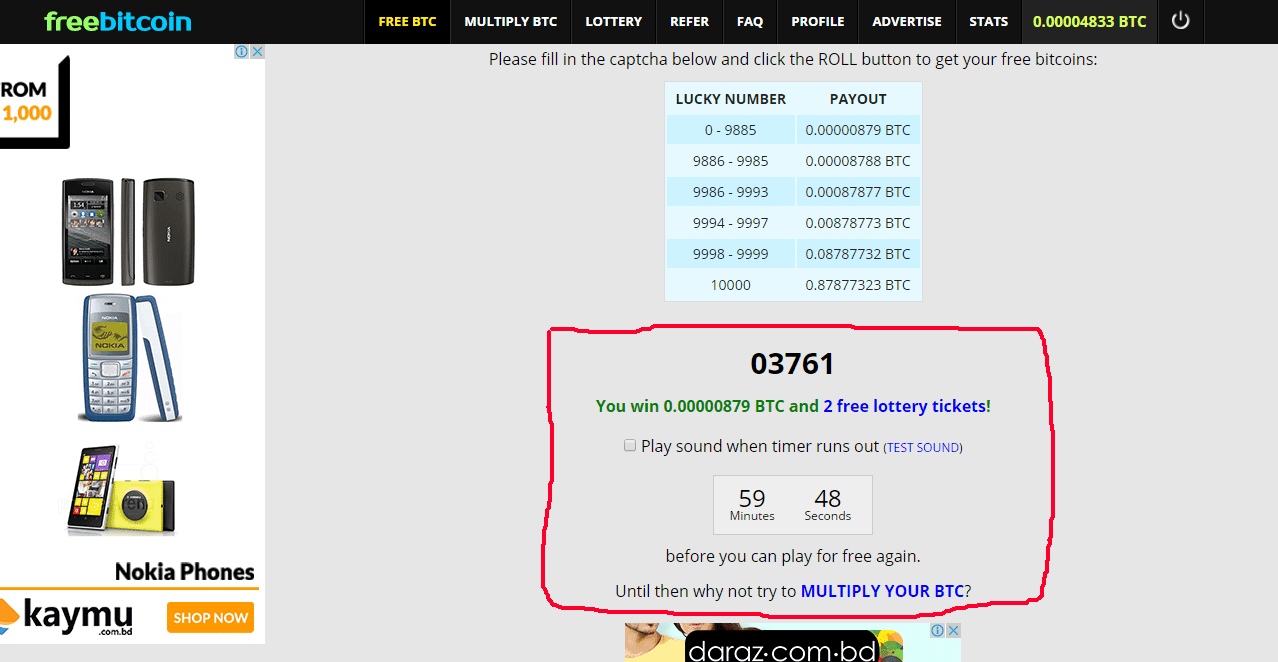 freebitcoin
FREE BTC MULTIPLY BTC LOTTERY REFER FAQ PROFILE ADVERTISE STATS 0.00004833 BTC
Please fill in the captcha below and click the ROLL button to get your free bitcoins:
LUCKY NUMBER PAYOUT
0 - 9885 0.00000879 BTC
9886 - 9985 0.00008788 BTC
9986 - 9993 0.00087877 BTC
9994 - 9997 0.00878773 BTC
9998 - 9999 0.08787732 BTC
10000 0.87877323 BTC
03761
You win 0.00000879 BTC and 2 free lottery tickets!
Play sound when timer runs out (TEST SOUND)
59 48
Minutes Seconds
before you can play for free again.
Until then why not try to MULTIPLY YOUR BTC?
daraz.com.bd
ROM
1,000
NOKIA
Nokia Phones
kaymu
.com.bd
SHOP NOW